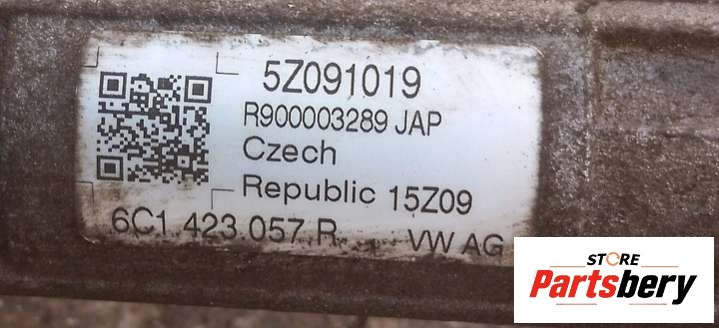 5Z091019
R900003289 JAP
Czech
Republic 15Z09
6C1.423.057.R VW AG
STORE
Partsbery